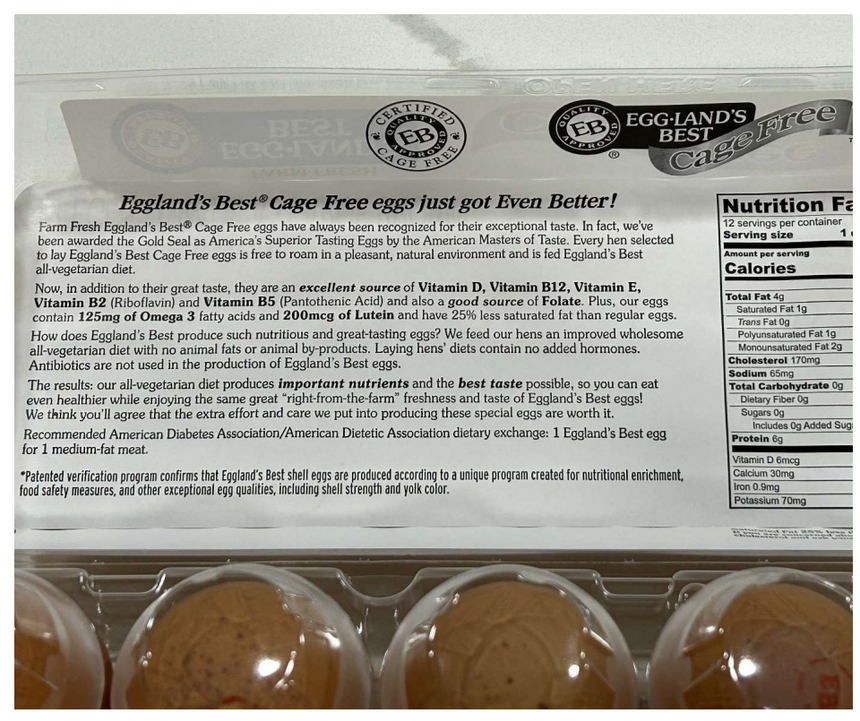 CERTIFIED
QUALITY
EB
APPROVED
CAGE FREE
QUALITY
EB
APPROVED
®
EGG·LAND'S
BEST
Cage Free
BEST
EGG·LAND
FARM FRESH
Eggland's Best® Cage Free eggs just got Even Better!
Farm Fresh Eggland's Best® Cage Free eggs have always been recognized for their exceptional taste. In fact, we've
been awarded the Gold Seal as America's Superior Tasting Eggs by the American Masters of Taste. Every hen selected
to lay Eggland's Best Cage Free eggs is free to roam in a pleasant, natural environment and is fed Eggland's Best
all-vegetarian diet.
Now, in addition to their great taste, they are an excellent source of Vitamin D, Vitamin B12, Vitamin E,
Vitamin B2 (Riboflavin) and Vitamin B5 (Pantothenic Acid) and also a good source of Folate. Plus, our eggs
contain 125mg of Omega 3 fatty acids and 200mcg of Lutein and have 25% less saturated fat than regular eggs.
How does Eggland's Best produce such nutritious and great-tasting eggs? We feed our hens an improved wholesome
all-vegetarian diet with no animal fats or animal by-products. Laying hens' diets contain no added hormones.
Antibiotics are not used in the production of Eggland's Best eggs.
The results: our all-vegetarian diet produces important nutrients and the best taste possible, so you can eat
even healthier while enjoying the same great "right-from-the-farm" freshness and taste of Eggland's Best eggs!
We think you'll agree that the extra effort and care we put into producing these special eggs are worth it.
Recommended American Diabetes Association/American Dietetic Association dietary exchange: 1 Eggland's Best egg
for 1 medium-fat meat.
*Patented verification program confirms that Eggland's Best shell eggs are produced according to a unique program created for nutritional enrichment,
food safety measures, and other exceptional egg qualities, including shell strength and yolk color.
Nutrition Fa
12 servings per container
Serving size 1
Amount per serving
Calories
Total Fat 4g
Saturated Fat 1g
Trans Fat 0g
Polyunsaturated Fat 1g
Monounsaturated Fat 2g
Cholesterol 170mg
Sodium 65mg
Total Carbohydrate 0g
Dietary Fiber 0g
Sugars 0g
Includes 0g Added Sug
Protein 6g
Vitamin D 6mcg
Calcium 30mg
Iron 0.9mg
Potassium 70mg
EB